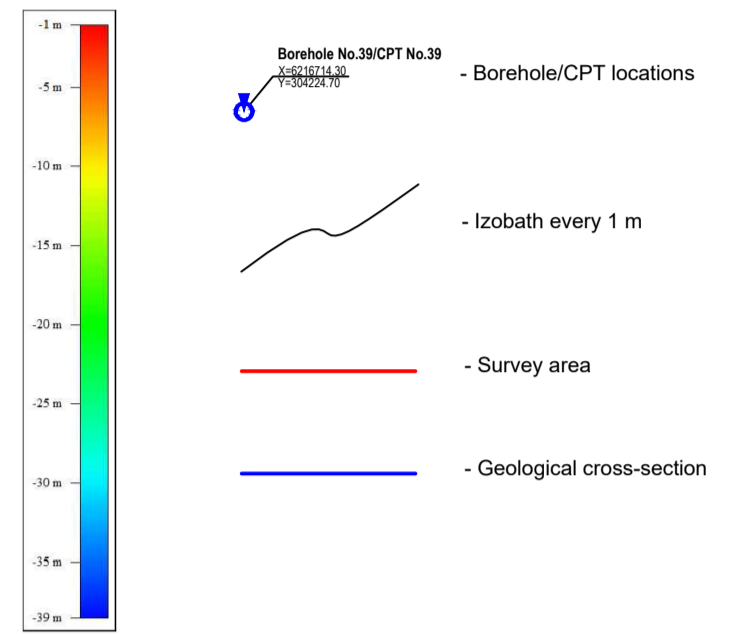 -1 m
-5 m
-10 m
-15 m
-20 m
-25 m
-30 m
-35 m
-39 m
Borehole No.39/CPT No.39
X=6216714.30
Y=304224.70
- Borehole/CPT locations
- Izobath every 1 m
- Survey area
- Geological cross-section